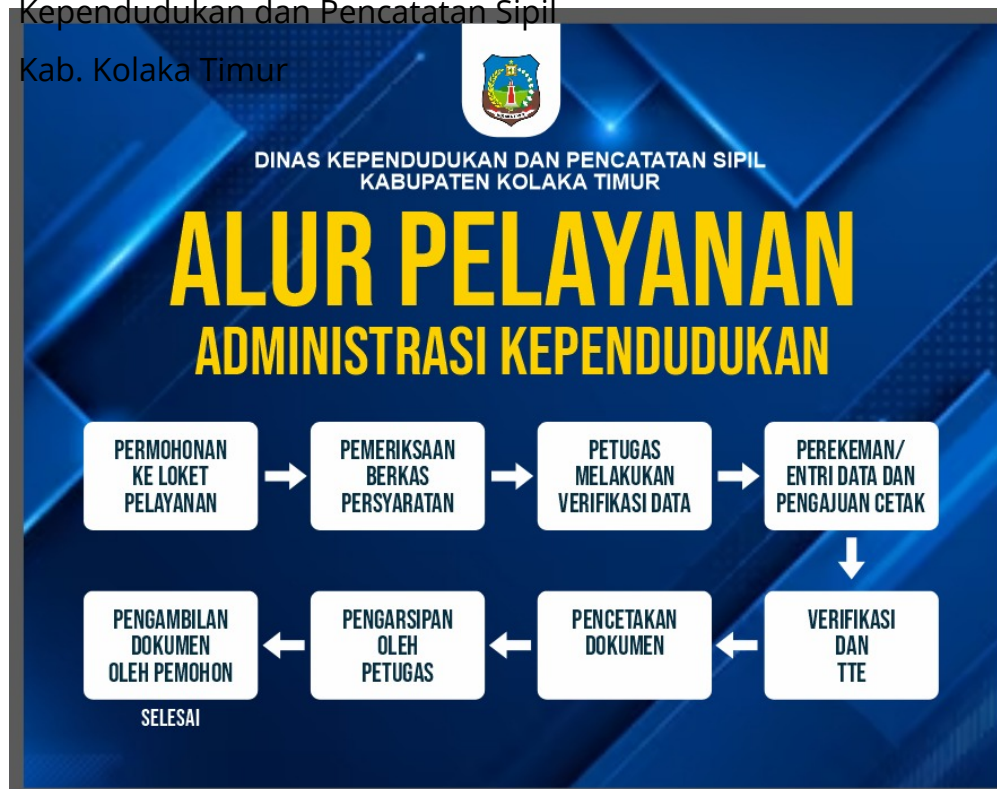 Kependudukan dan Pencatatan Sipil
Kab. Kolaka Timur
DINAS KEPENDUDUKAN DAN PENCATATAN SIPIL
KABUPATEN KOLAKA TIMUR
ALUR PELAYANAN
ADMINISTRASI KEPENDUDUKAN
PERMOHONAN
KE LOKET
PELAYANAN
PEMERIKSAAN
BERKAS
PERSYARATAN
PETUGAS
MELAKUKAN
VERIFIKASI DATA
PEREKEMAN/
ENTRI DATA DAN
PENGAJUAN CETAK
VERIFIKASI
DAN
TTE
PENCETAKAN
DOKUMEN
PENGARSIPAN
OLEH
PETUGAS
PENGAMBILAN
DOKUMEN
OLEH PEMOHON
SELESAI